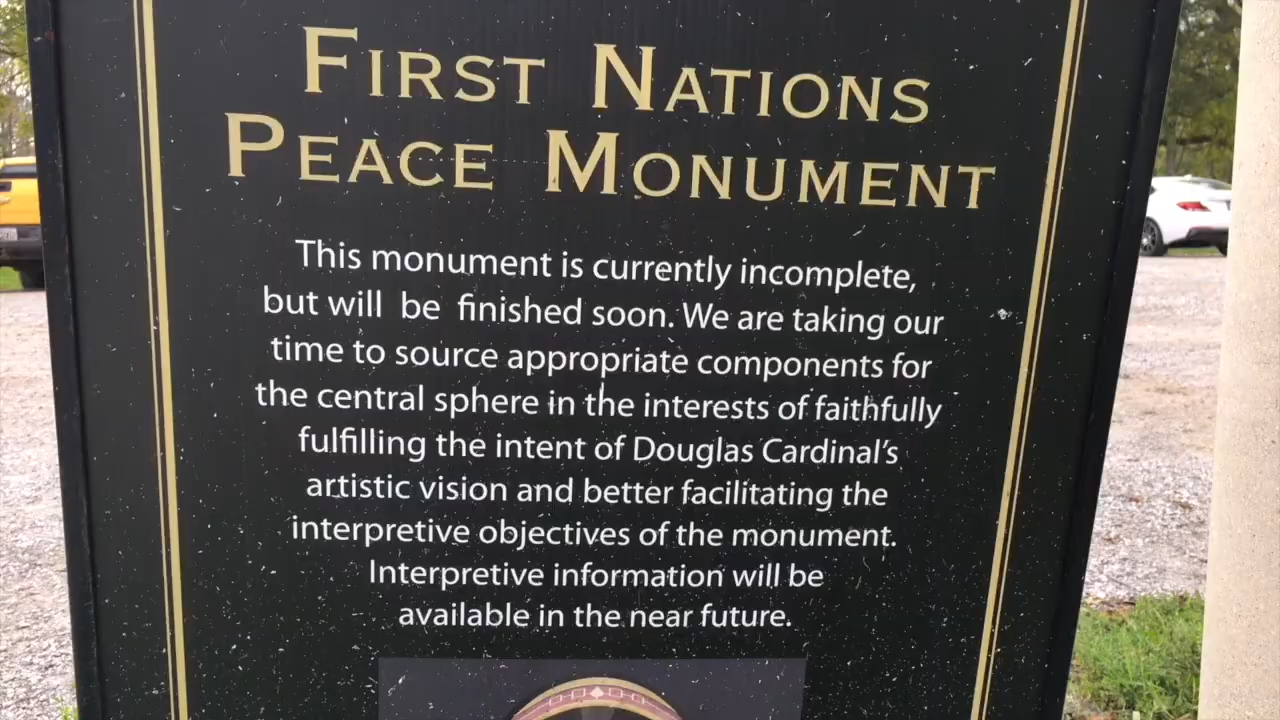 FIRST NATIONS
PEACE MONUMENT
This monument is currently incomplete,
but will be finished soon. We are taking our
time to source appropriate components for
the central sphere in the interests of faithfully
fulfilling the intent of Douglas Cardinal's
artistic vision and better facilitating the
interpretive objectives of the monument.
Interpretive information will be
available in the near future.